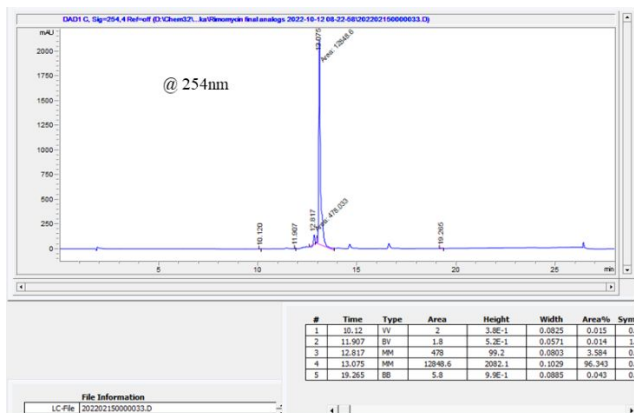 DAD1 C, Sig=254,4 Ref=off (D:\Chem32\...ka\Rimomycin final analogs 2022-10-12 08-22-58\202202150000033.D)
mAU
2000
1750
1500
1250
1000
750
500
250
0
@ 254nm
13.075
Area: 12848.6
12.817
Area: 478.033
10.120
11.907
19.265
5
10
15
20
25
min
# Time Type Area Height Width Area% Sym
1 10.12 VV 2 3.8E-1 0.0825 0.015 0.
2 11.907 BV 1.8 5.2E-1 0.0571 0.014 1.
3 12.817 MM 478 99.2 0.0803 3.584 0.
4 13.075 MM 12848.6 2082.1 0.1029 96.343 0.
5 19.265 BB 5.8 9.9E-1 0.0885 0.043 0.
File Information
LC-File 202202150000033.D